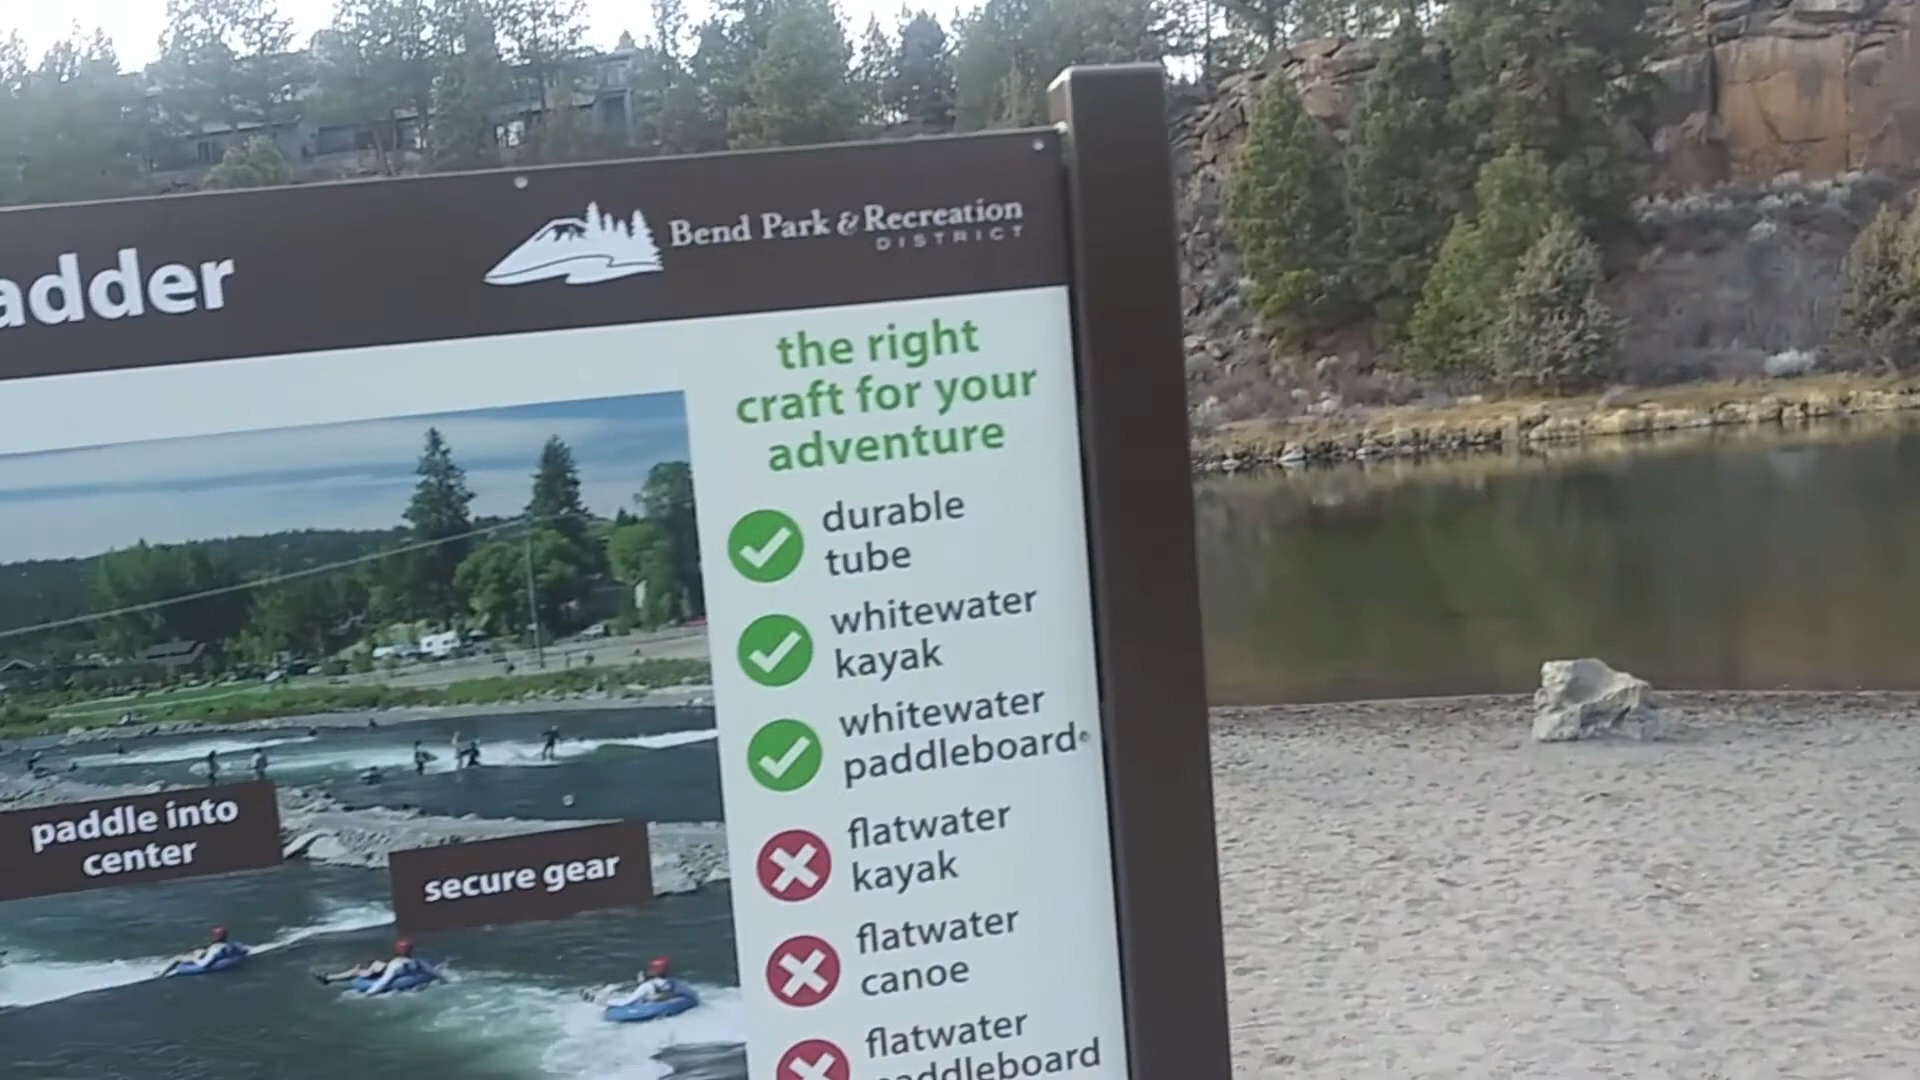 adder
Bend Park & Recreation
DISTRICT
the right
craft for your
adventure
durable
tube
whitewater
kayak
whitewater
paddleboard
flatwater
kayak
flatwater
canoe
flatwater
paddleboard
paddle into
center
secure gear